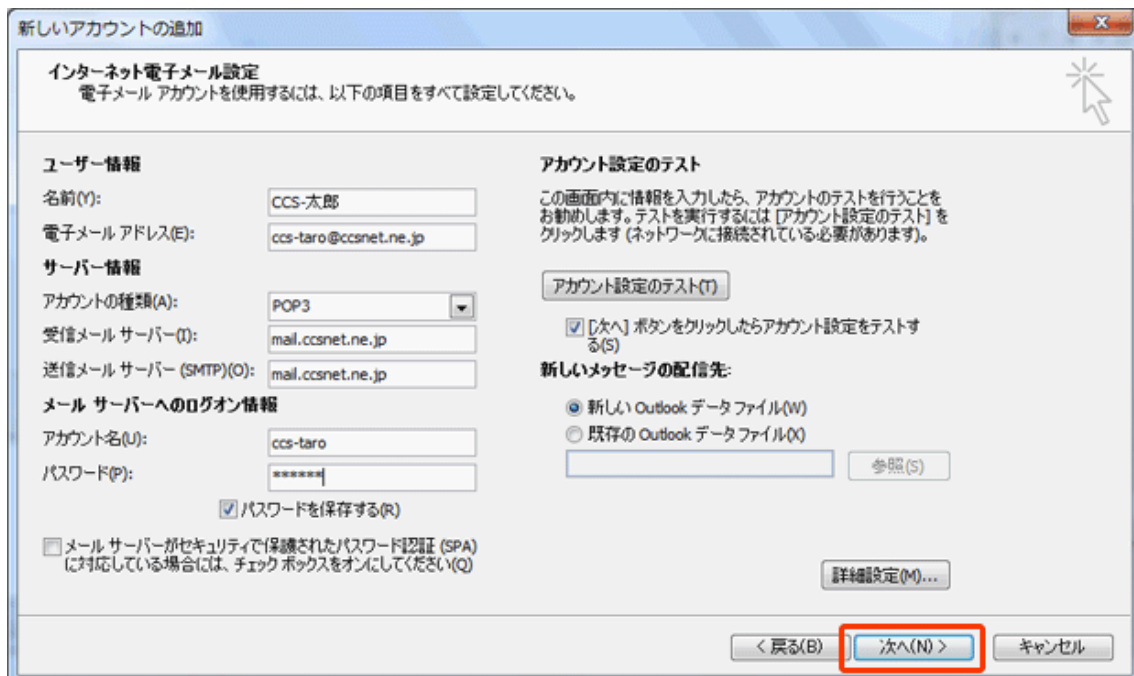 新しいアカウントの追加
インターネット電子メール設定
電子メール アカウントを使用するには、以下の項目をすべて設定してください。
ユーザー情報
名前(Y):
CCS-太郎
電子メール アドレス(E):
ccs-taro@ccsnet.ne.jp
サーバー情報
アカウントの種類(A):
POP3
受信メール サーバー(I):
mail.ccsnet.ne.jp
送信メール サーバー (SMTP)(O):
mail.ccsnet.ne.jp
メール サーバーへのログオン情報
アカウント名(U):
ccs-taro
パスワード(P):
******
パスワードを保存する(R)
メール サーバーがセキュリティで保護されたパスワード認証 (SPA)
に対応している場合には、チェック ボックスをオンにしてください(Q)
アカウント設定のテスト
この画面内に情報を入力したら、アカウントのテストを行うことを
お勧めします。テストを実行するには [アカウント設定のテスト] を
クリックします (ネットワークに接続されている必要があります)。
アカウント設定のテスト(T)
[次へ] ボタンをクリックしたらアカウント設定をテストす
る(S)
新しいメッセージの配信先:
新しい Outlook データ ファイル(W)
既存の Outlook データ ファイル(X)
参照(S)
詳細設定(M)...
< 戻る(B)
次へ(N) >
キャンセル